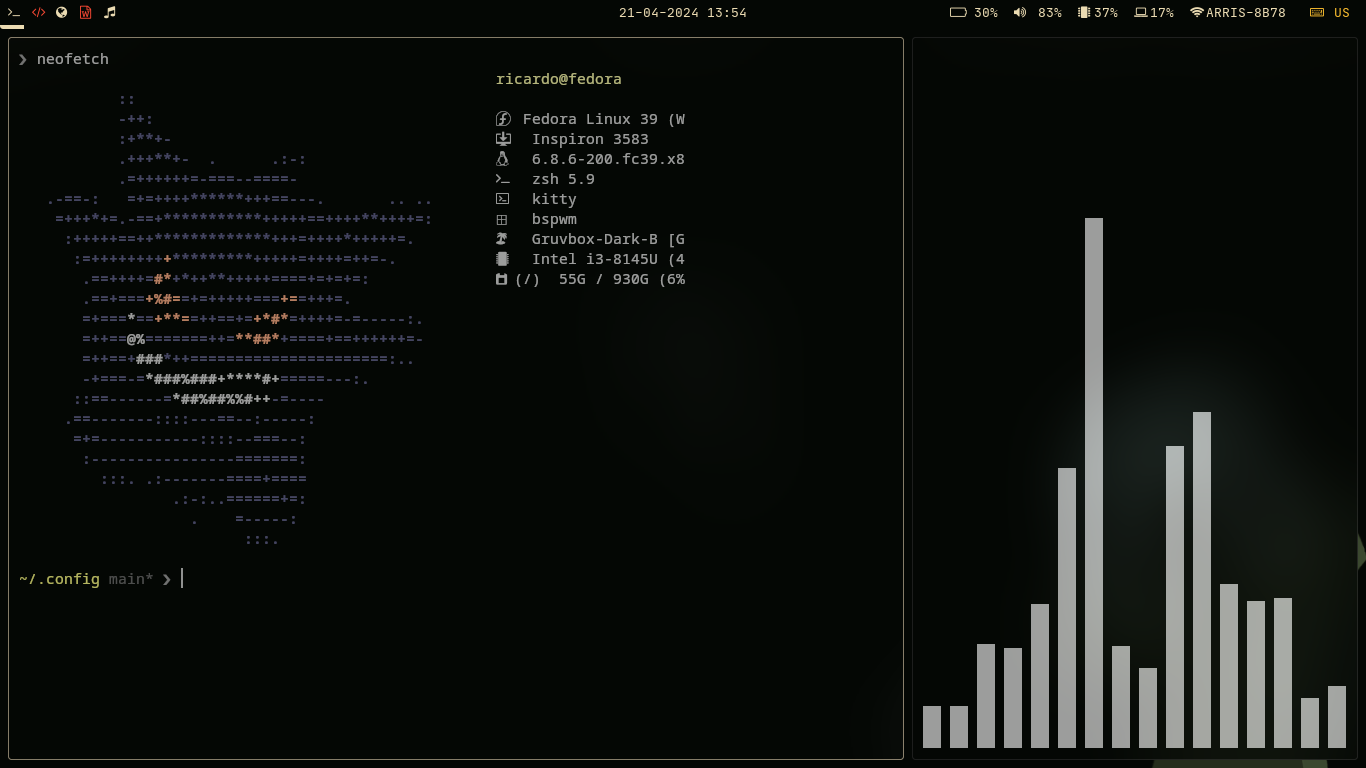 21-04-2024 13:54
30% 83% 37% 17% ARRIS-8B78 US
❯ neofetch
ricardo@fedora
Fedora Linux 39 (W
Inspiron 3583
6.8.6-200.fc39.x8
zsh 5.9
kitty
bspwm
Gruvbox-Dark-B [G
Intel i3-8145U (4
(/) 55G / 930G (6%
~/.config main* ❯